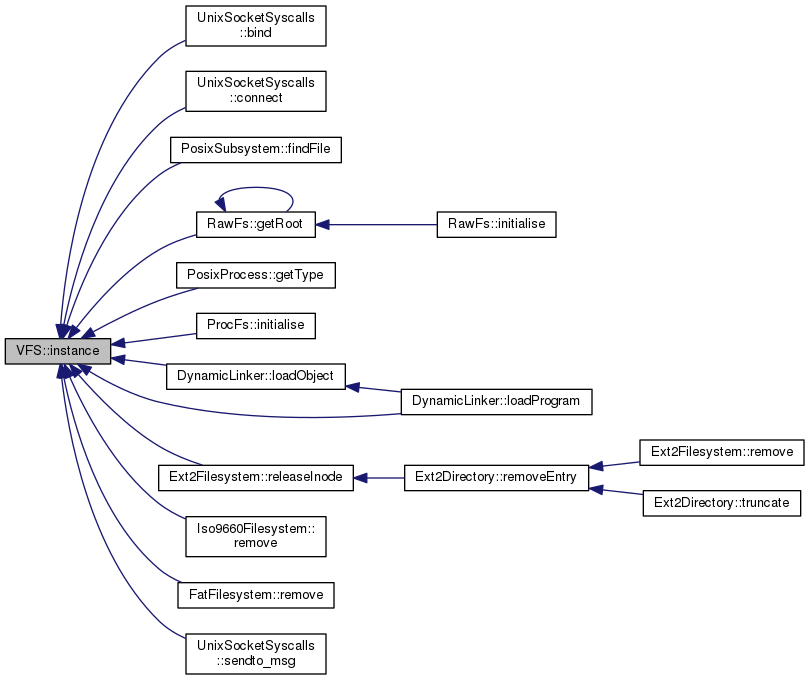 UnixSocketSyscalls
::bind
UnixSocketSyscalls
::connect
PosixSubsystem::findFile
RawFs::getRoot
RawFs::initialise
PosixProcess::getType
ProcFs::initialise
VFS::instance
DynamicLinker::loadObject
DynamicLinker::loadProgram
Ext2Filesystem::remove
Ext2Filesystem::releaseInode
Ext2Directory::removeEntry
Ext2Directory::truncate
Iso9660Filesystem::
remove
FatFilesystem::remove
UnixSocketSyscalls
::sendto_msg